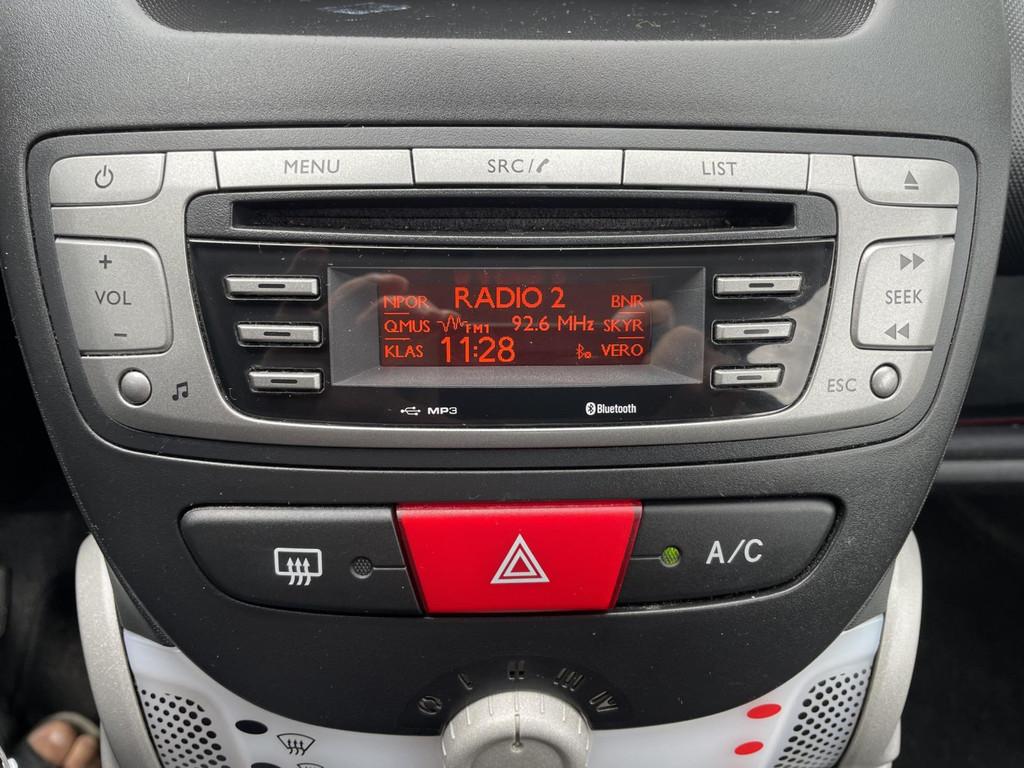 MENU SRC/ LIST
+
VOL
-
SEEK
ESC
NPOR RADIO 2 BNR
Q.MUS FM1 92.6 MHz SKYR
KLAS 11:28 VERO
MP3 Bluetooth
A/C